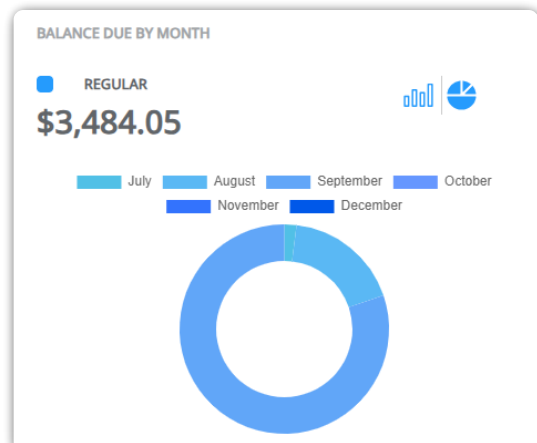 BALANCE DUE BY MONTH
REGULAR
$3,484.05
July August September October
November December